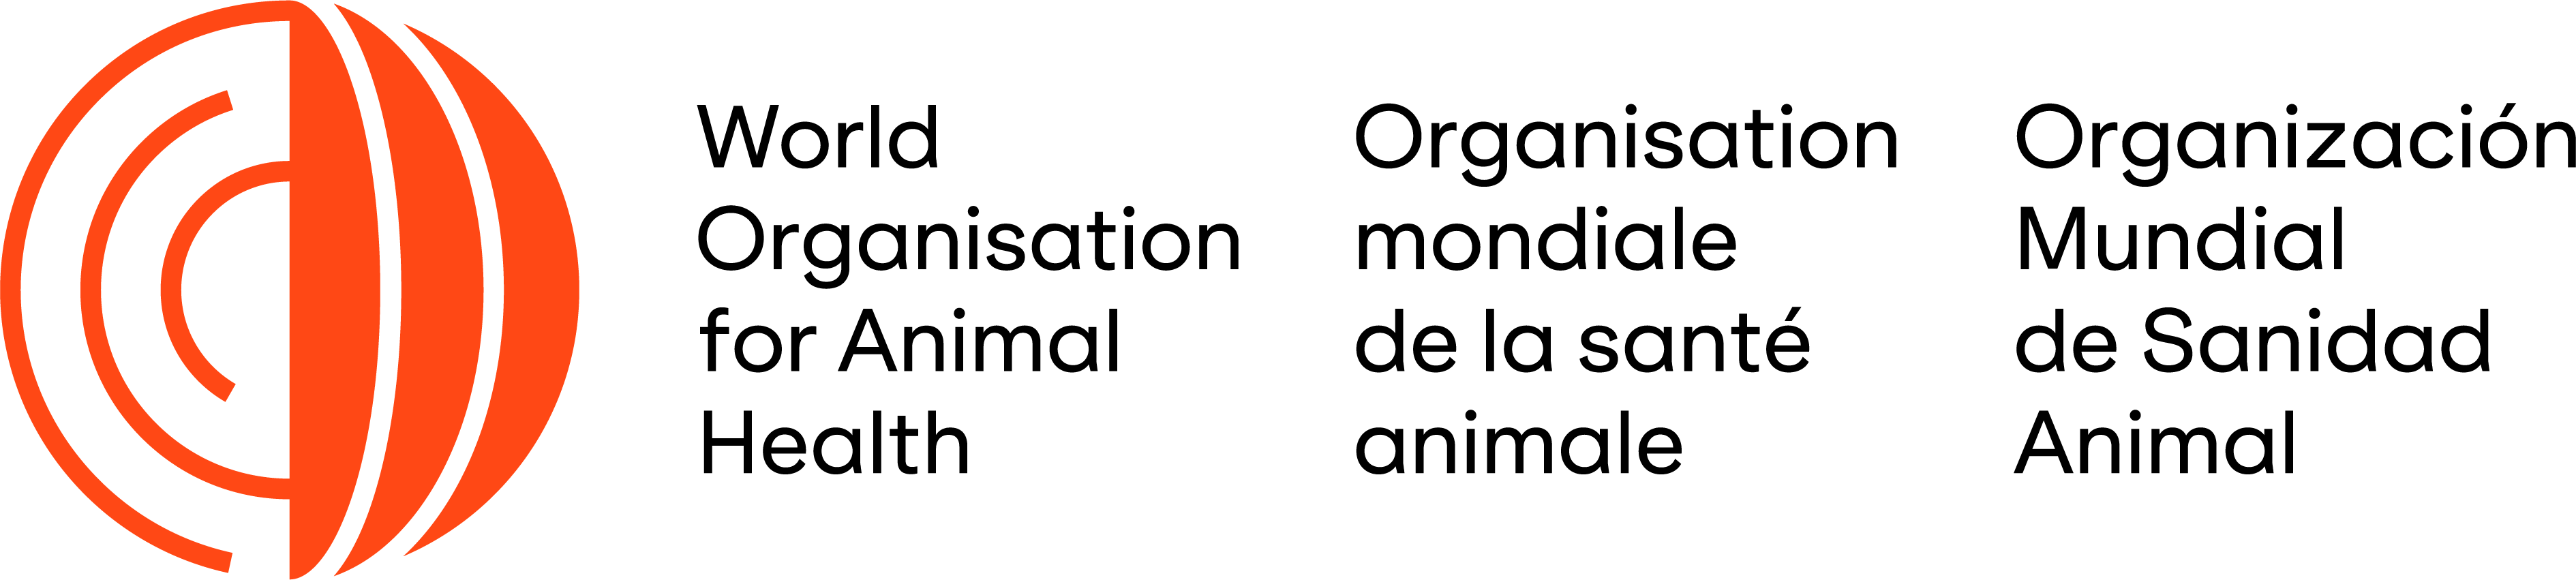 World
Organisation
for Animal
Health
Organisation
mondiale
de la santé
animale
Organización
Mundial
de Sanidad
Animal